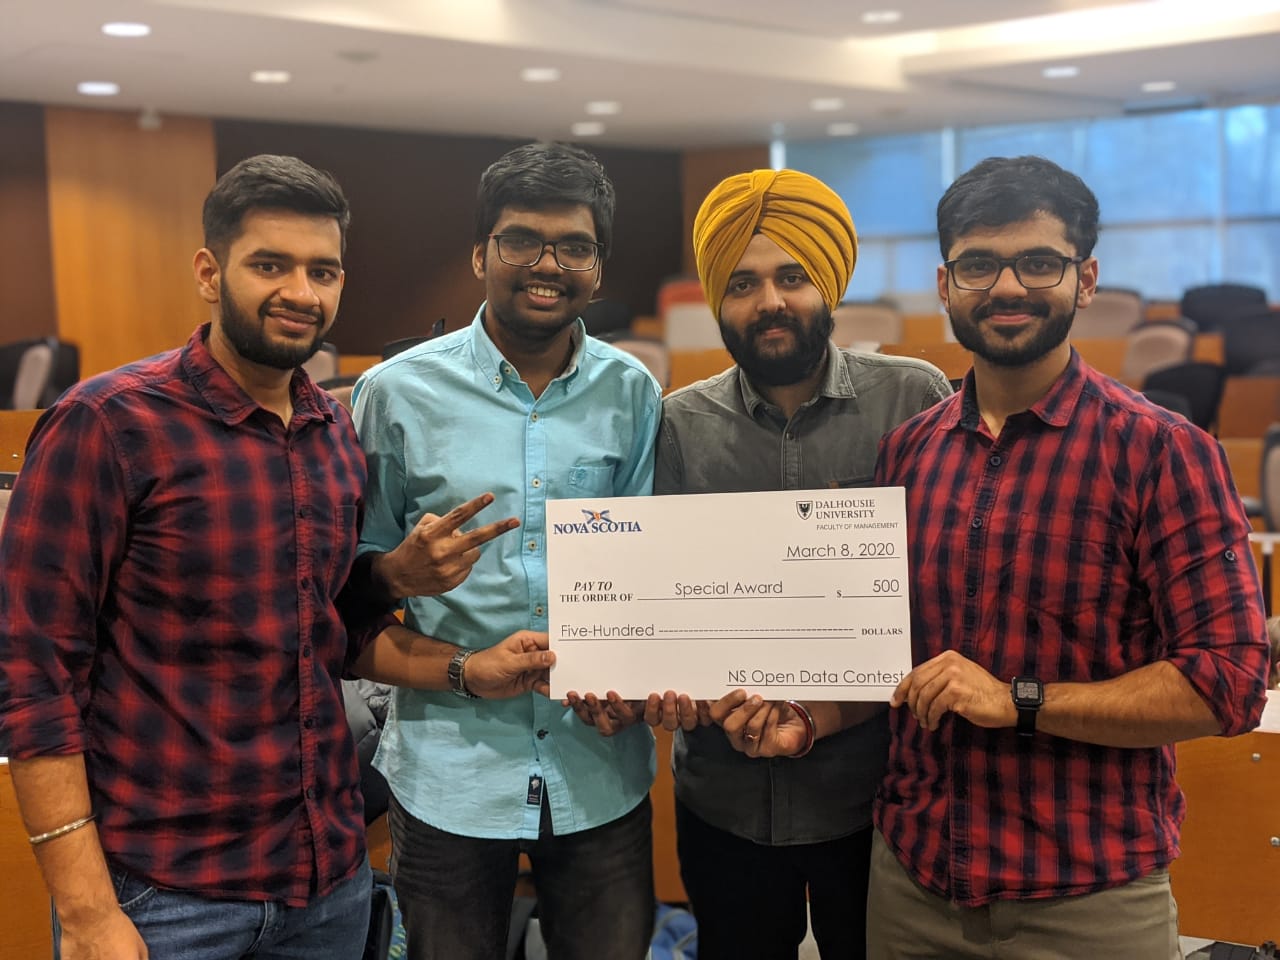 NOVA SCOTIA
DALHOUSIE
UNIVERSITY
FACULTY OF MANAGEMENT
March 8, 2020
PAY TO
THE ORDER OF Special Award $ 500
Five-Hundred ------------------------------------- DOLLARS
NS Open Data Contest